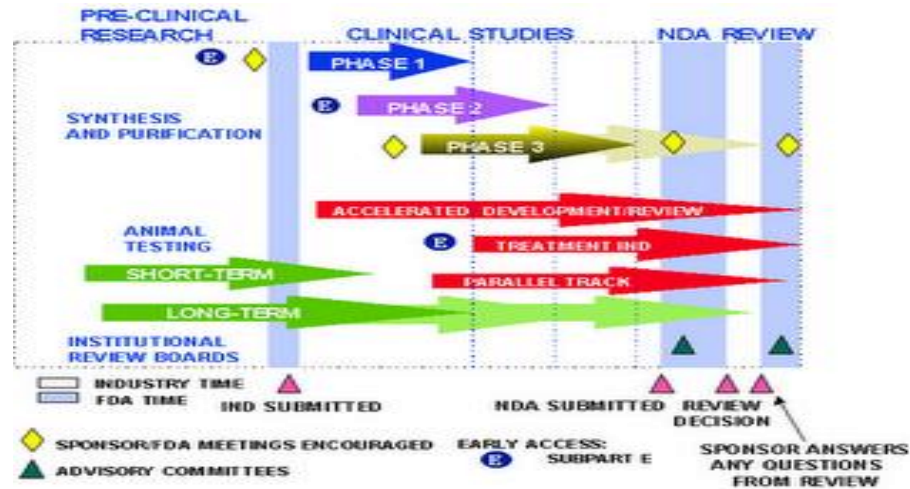 PRE-CLINICAL
RESEARCH
CLINICAL STUDIES
NDA REVIEW
E
PHASE 1
E
PHASE 2
SYNTHESIS
AND PURIFICATION
PHASE 3
ACCELERATED DEVELOPMENT/REVIEW
ANIMAL
TESTING
E
TREATMENT IND
SHORT-TERM
PARALLEL TRACK
LONG-TERM
INSTITUTIONAL
REVIEW BOARDS
INDUSTRY TIME
FDA TIME
IND SUBMITTED
NDA SUBMITTED
REVIEW
DECISION
SPONSOR/FDA MEETINGS ENCOURAGED
ADVISORY COMMITTEES
EARLY ACCESS:
E
SUBPART E
SPONSOR ANSWERS
ANY QUESTIONS
FROM REVIEW